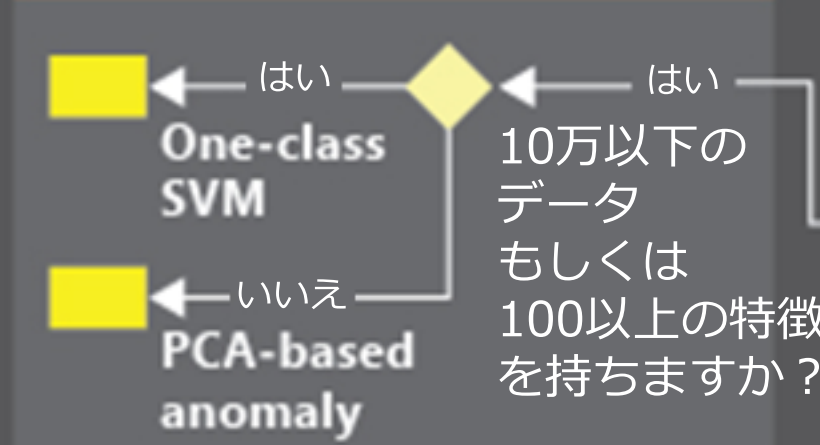 はい
はい
One-class
SVM
10万以下の
データ
もしくは
100以上の特徴
を持ちますか？
いいえ
PCA-based
anomaly